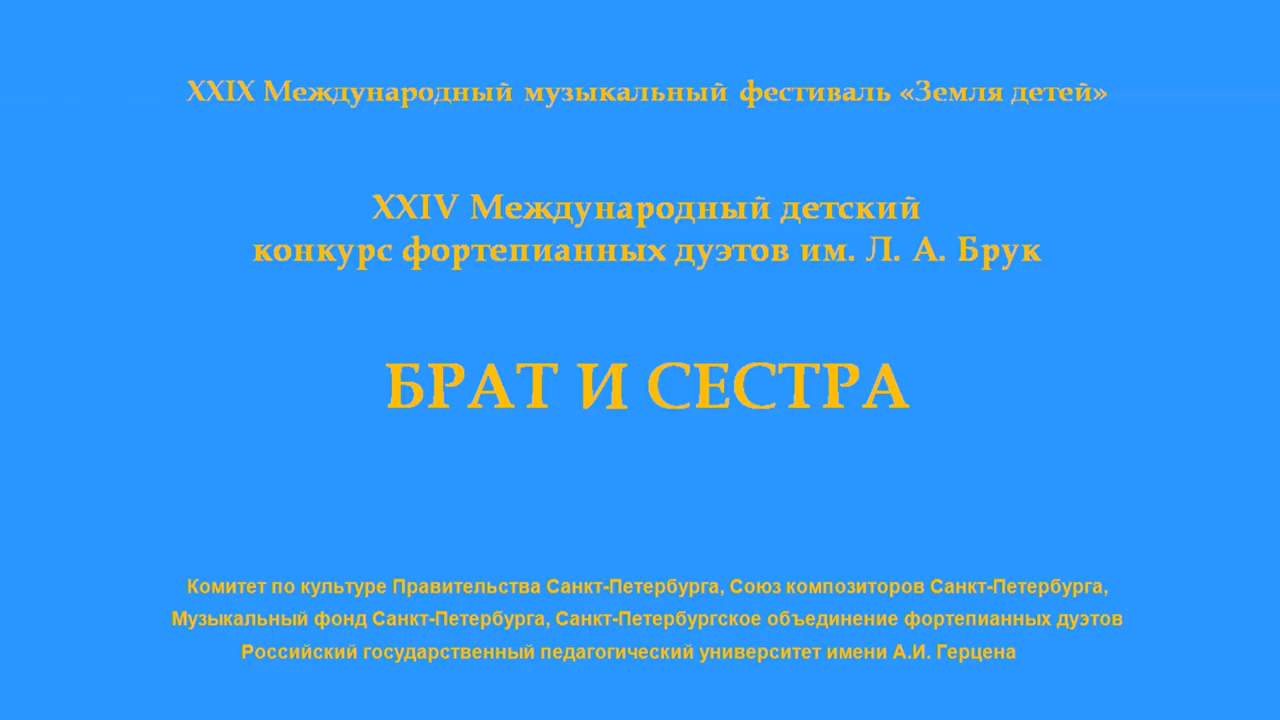 XXIX Международный музыкальный фестиваль «Земля детей»
XXIV Международный детский
конкурс фортепианных дуэтов им. Л. А. Брук
БРАТ И СЕСТРА
Комитет по культуре Правительства Санкт-Петербурга, Союз композиторов Санкт-Петербурга,
Музыкальный фонд Санкт-Петербурга, Санкт-Петербургское объединение фортепианных дуэтов
Российский государственный педагогический университет имени А.И. Герцена